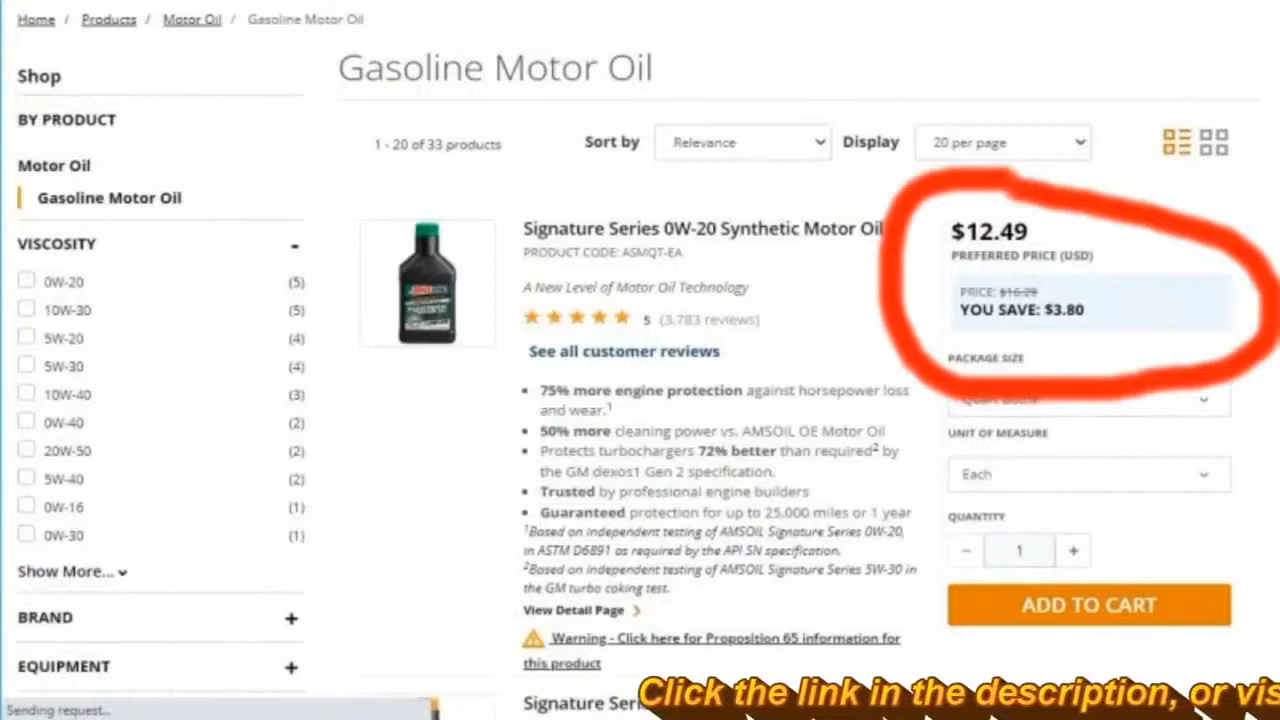 Home / Products / Motor Oil / Gasoline Motor Oil
Shop
BY PRODUCT
Motor Oil
Gasoline Motor Oil
VISCOSITY -
0W-20 (5)
10W-30 (5)
5W-20 (4)
5W-30 (4)
10W-40 (3)
0W-40 (2)
20W-50 (2)
5W-40 (2)
0W-16 (1)
0W-30 (1)
Show More...
BRAND +
EQUIPMENT +
Sending request...
Gasoline Motor Oil
1 - 20 of 33 products
Sort by Relevance Display 20 per page
Signature Series 0W-20 Synthetic Motor Oil
PRODUCT CODE: ASMQT-EA
A New Level of Motor Oil Technology
5 (3,783 reviews)
See all customer reviews
• 75% more engine protection against horsepower loss
and wear.1
• 50% more cleaning power vs. AMSOIL OE Motor Oil
• Protects turbochargers 72% better than required2 by
the GM dexos1 Gen 2 specification.
• Trusted by professional engine builders
• Guaranteed protection for up to 25,000 miles or 1 year
1Based on independent testing of AMSOIL Signature Series 0W-20,
in ASTM D6891 as required by the API SN specification.
2Based on independent testing of AMSOIL Signature Series 5W-30 in
the GM turbo coking test.
View Detail Page
Warning - Click here for Proposition 65 information for
this product
$12.49
PREFERRED PRICE (USD)
PRICE: $16.29
YOU SAVE: $3.80
PACKAGE SIZE
UNIT OF MEASURE
Each
QUANTITY
- 1 +
ADD TO CART
Signature Seri
Click the link in the description, or vis